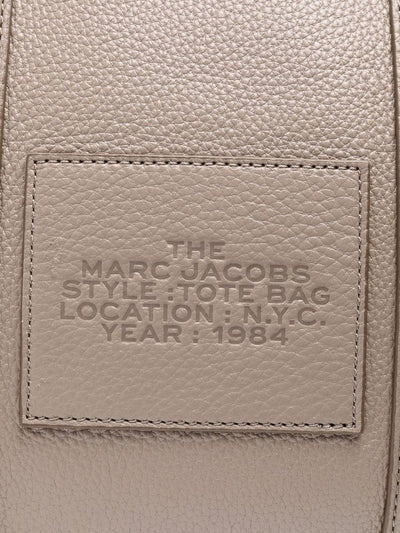 THE
MARC JACOBS
STYLE : TOTE BAG
LOCATION : N.Y.C.
YEAR : 1984